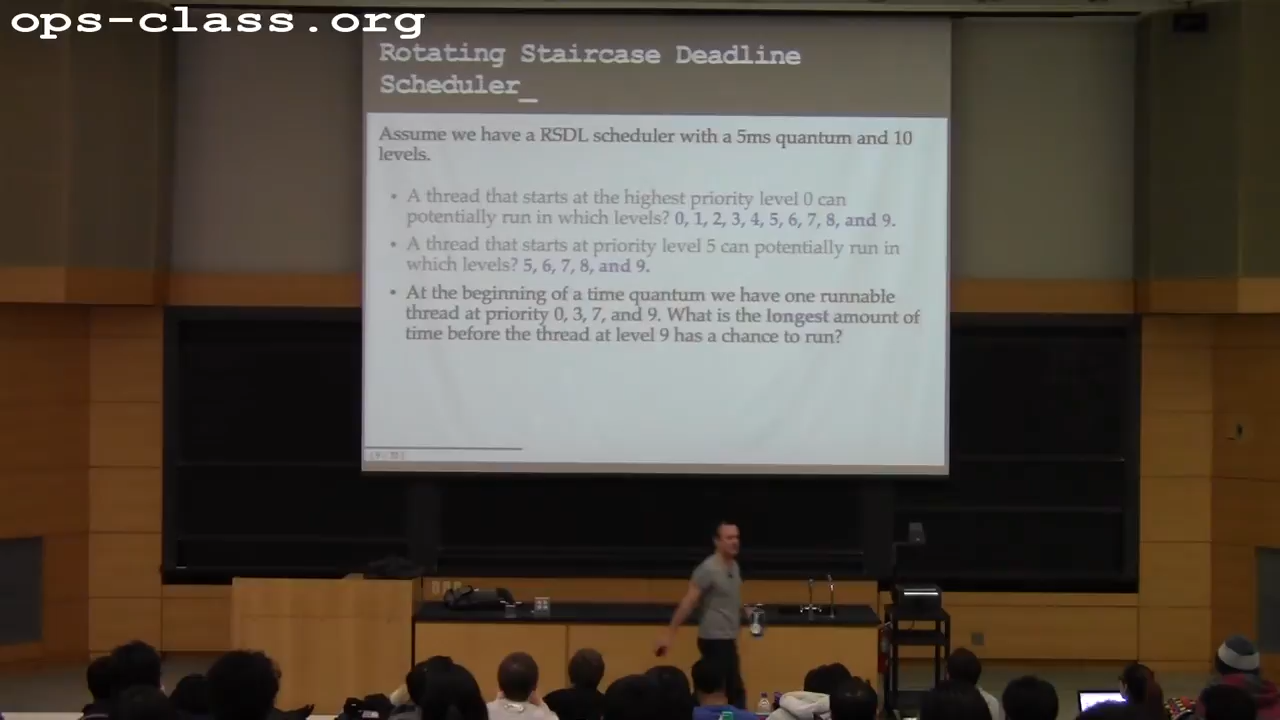 ops-class.org
Rotating Staircase Deadline
Scheduler_
Assume we have a RSDL scheduler with a 5ms quantum and 10
levels.
• A thread that starts at the highest priority level 0 can
potentially run in which levels? 0, 1, 2, 3, 4, 5, 6, 7, 8, and 9.
• A thread that starts at priority level 5 can potentially run in
which levels? 5, 6, 7, 8, and 9.
• At the beginning of a time quantum we have one runnable
thread at priority 0, 3, 7, and 9. What is the longest amount of
time before the thread at level 9 has a chance to run?